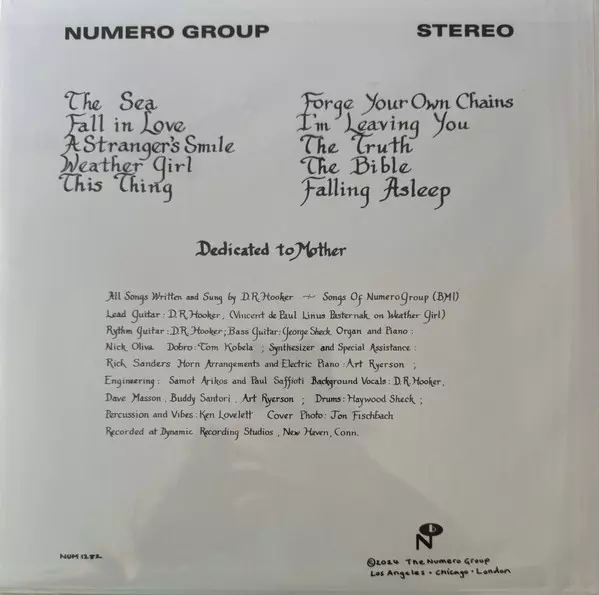 NUMERO GROUP STEREO
The Sea
Fall in Love
A Stranger's Smile
Weather Girl
This Thing
Forge Your Own Chains
I'm Leaving You
The Truth
The Bible
Falling Asleep
Dedicated to Mother
All Songs Written and Sung by D.R. Hooker ~ Songs Of Numero Group (BMI)
Lead Guitar: D.R. Hooker, (Vincent de Paul Linus Pasternak on Weather Girl)
Rythm Guitar: D.R. Hooker; Bass Guitar: George Sheck Organ and Piano:
Nick Oliva Dobro: Tom Kobela ; Synthesizer and Special Assistance:
Rick Sanders Horn Arrangements and Electric Piano: Art Ryerson ;
Engineering: Samot Arikos and Paul Saffioti Background Vocals: D.R. Hooker,
Dave Masson, Buddy Sartori, Art Ryerson ; Drums: Haywood Sheck ;
Percussion and Vibes: Ken Lovelett Cover Photo: Jon Fischbach
Recorded at Dynamic Recording Studios, New Haven, Conn.
N
NUM 1282
©2024 The Numero Group
Los Angeles • Chicago • London